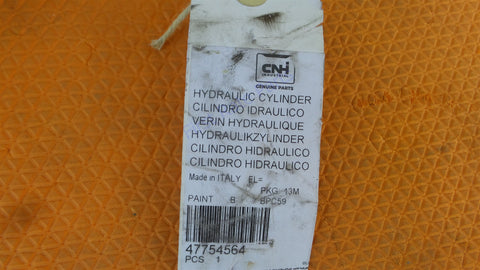 CNH
INDUSTRIAL
GENUINE PARTS
HYDRAULIC CYLINDER
CILINDRO IDRAULICO
VERIN HYDRAULIQUE
HYDRAULIKZYLINDER
CILINDRO HIDRAULICO
CILINDRO HIDRAULICO
Made in ITALY EL=
PKG 13M
PAINT B BPC59
47754564
PCS 1